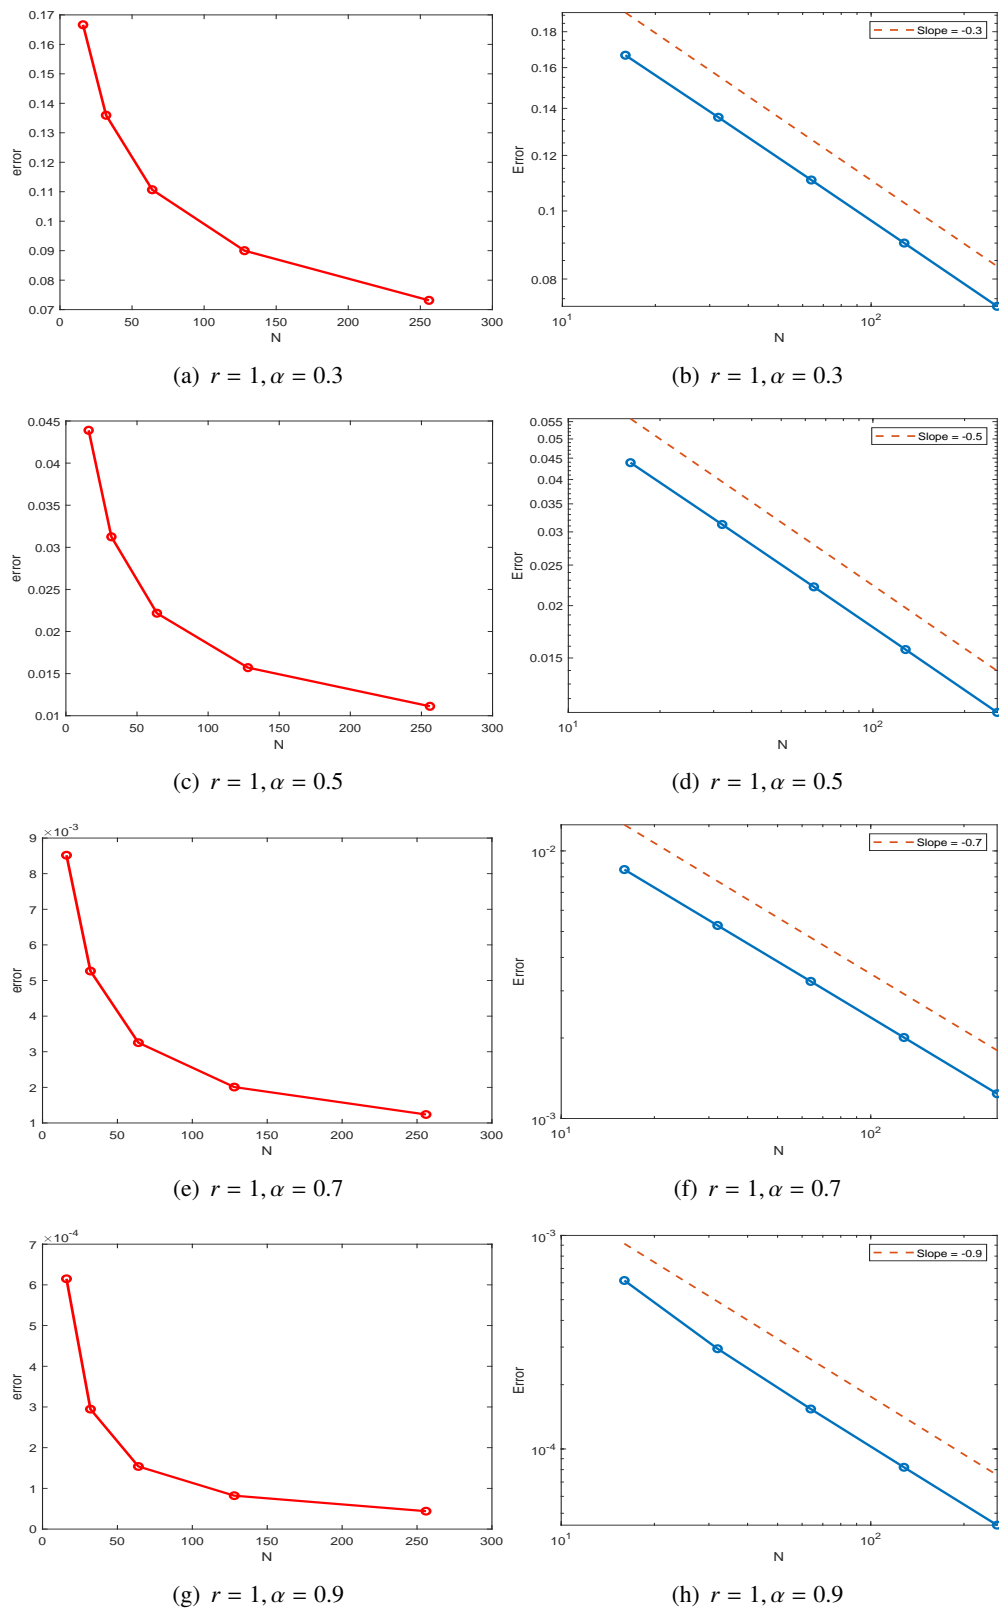 0.17
0.16
0.15
0.14
0.13
0.12
0.11
0.1
0.09
0.08
0.07
error
0 50 100 150 200 250 300
N
(a) r = 1, α = 0.3
Slope = -0.3
0.18
0.16
0.14
0.12
0.1
0.08
Error
10^1 10^2
N
(b) r = 1, α = 0.3
0.045
0.04
0.035
0.03
0.025
0.02
0.015
0.01
error
0 50 100 150 200 250 300
N
(c) r = 1, α = 0.5
Slope = -0.5
0.055
0.05
0.045
0.04
0.035
0.03
0.025
0.02
0.015
Error
10^1 10^2
N
(d) r = 1, α = 0.5
×10^-3
9
8
7
6
5
4
3
2
1
error
0 50 100 150 200 250 300
N
(e) r = 1, α = 0.7
Slope = -0.7
10^-2
10^-3
Error
10^1 10^2
N
(f) r = 1, α = 0.7
×10^-4
7
6
5
4
3
2
1
0
error
0 50 100 150 200 250 300
N
(g) r = 1, α = 0.9
Slope = -0.9
10^-3
10^-4
Error
10^1 10^2
N
(h) r = 1, α = 0.9